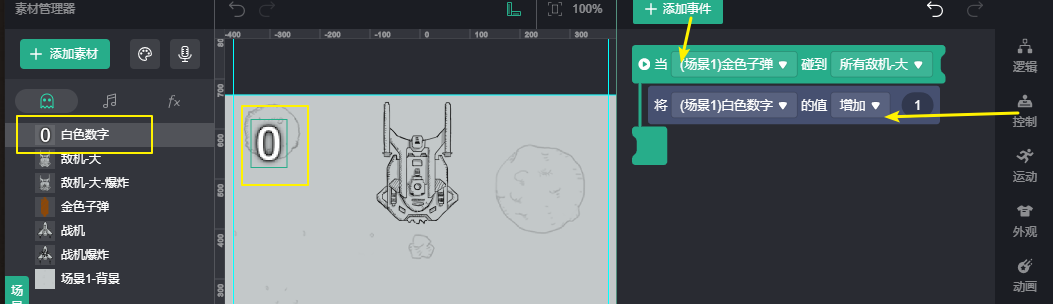 素材管理器
添加素材
fx
0 白色数字
敌机-大
敌机-大-爆炸
金色子弹
战机
战机爆炸
场景1-背景
场
100%
-400 -300 -200 -100 0 100 200 300
800
700
600
500
400
300
0
添加事件
当 (场景1)金色子弹 碰到 所有敌机-大
将 (场景1)白色数字 的值 增加 1
逻辑
控制
运动
外观
动画